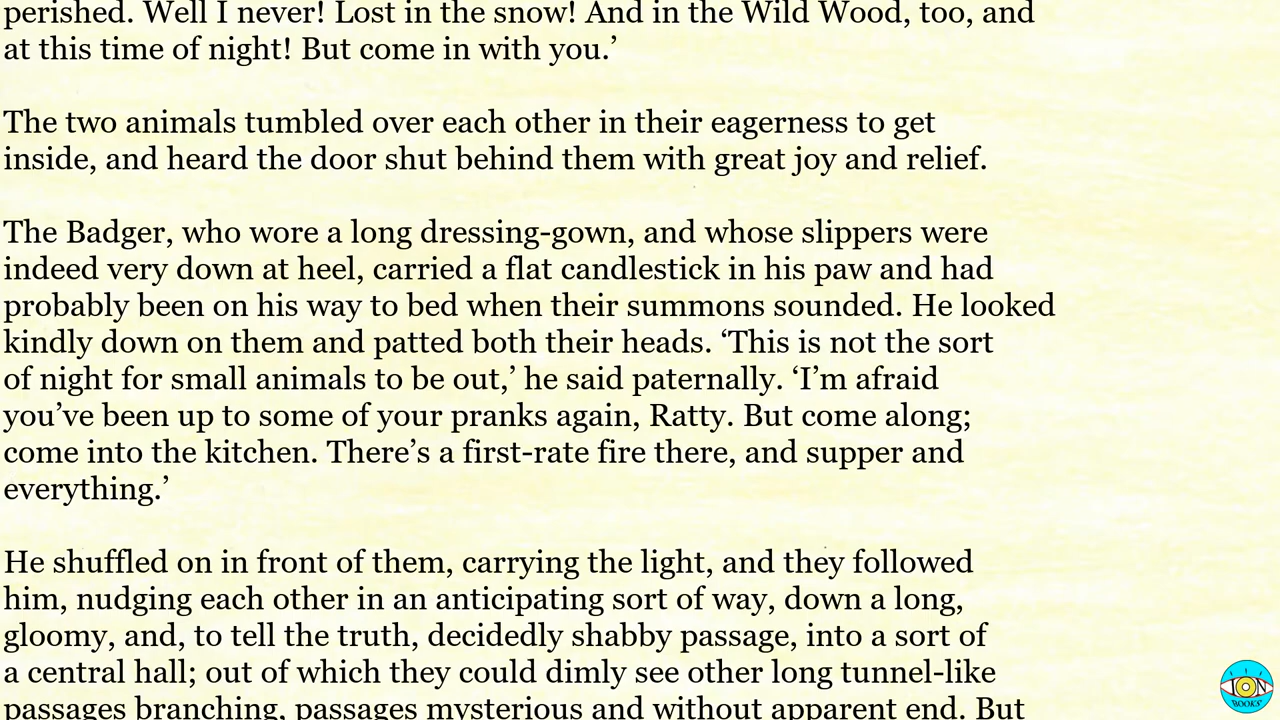 perished. Well I never! Lost in the snow! And in the Wild Wood, too, and
at this time of night! But come in with you.’
The two animals tumbled over each other in their eagerness to get
inside, and heard the door shut behind them with great joy and relief.
The Badger, who wore a long dressing-gown, and whose slippers were
indeed very down at heel, carried a flat candlestick in his paw and had
probably been on his way to bed when their summons sounded. He looked
kindly down on them and patted both their heads. ‘This is not the sort
of night for small animals to be out,’ he said paternally. ‘I’m afraid
you’ve been up to some of your pranks again, Ratty. But come along;
come into the kitchen. There’s a first-rate fire there, and supper and
everything.’
He shuffled on in front of them, carrying the light, and they followed
him, nudging each other in an anticipating sort of way, down a long,
gloomy, and, to tell the truth, decidedly shabby passage, into a sort of
a central hall; out of which they could dimly see other long tunnel-like
passages branching, passages mysterious and without apparent end. But
ION
BOOKS